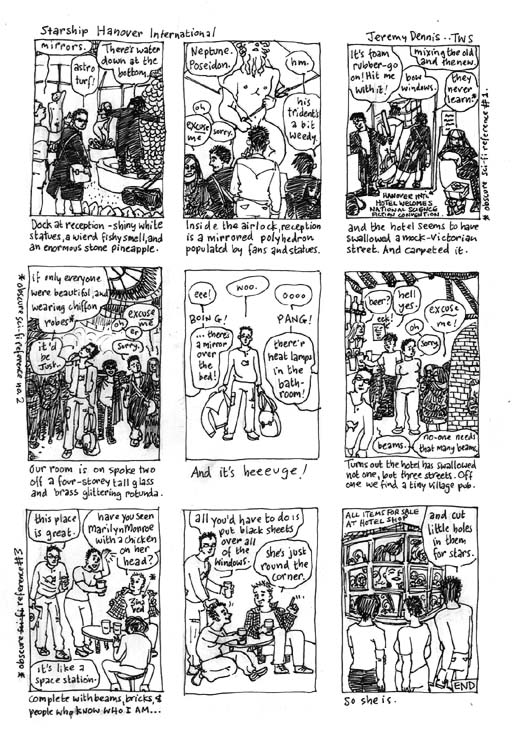 Starship Hanover International
Jeremy Dennis.. TWS
mirrors.
There's water
down at the
bottom.
astro
turf!
Dock at reception - shiny white
statues, a wierd fishy smell, and
an enormous stone pineapple.
Neptune.
Poseidon.
hm.
oh
excuse
me
sorry.
his
trident's
a bit
weedy.
Inside the airlock, reception
is a mirrored polyhedron
populated by fans and statues.
It's foam
rubber-go
on! Hit me
with it!
mixing the old
and the new.
bow
windows.
they
never
learn.*
HANOVER INTL
HOTEL WELCOMES
NATIONAL SCIENCE
FICTION CONVENTION.
* obscure sci-fi reference #1.
and the hotel seems to have
swallowed a mock-Victorian
street. And carpeted it.
* obscure sci-fi reference no. 2
if only everyone
were beautiful, and
wearing chiffon
robes*
excuse
me
or
it'd
be
just..
sorry.
Our room is on spoke two
off a four-storey tall glass
and brass glittering rotunda.
eee!
woo.
oooo
BOING!
PANG!
... there's
a mirror
over
the
bed!
there're
heat lamps
in the
bath-
room!
And it's heeeuge!
beer?
hell
yes.
eek!
oh
excuse
me!
sorry
beams.
no-one needs
that many beams.
Turns out the hotel has swallowed
not one, but three streets. Off
one we find a tiny village pub.
* obscure sci-fi reference #3
this place
is great.
have you seen
Marilyn Monroe
with a chicken
on her
head?
it's like a
space station.
Complete with beams, bricks, &
people who KNOW WHO I AM...
all you'd have to do is
put black sheets
over all
of the
windows.
she's just
round the
corner.
ALL ITEMS FOR SALE
AT HOTEL SHOP
and cut
little holes
in them
for stars.
END
So she is.